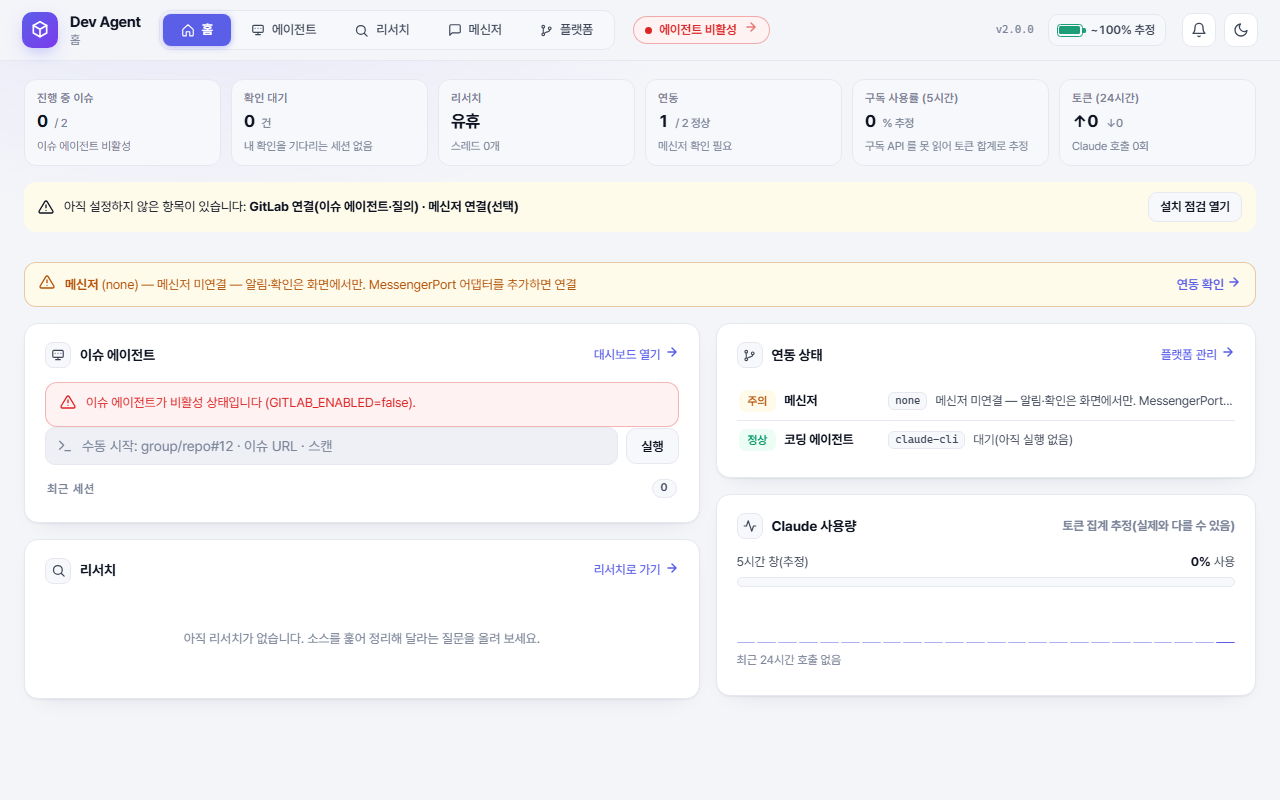 Dev Agent
홈
홈
에이전트
리서치
메신저
플랫폼
에이전트 비활성 →
v2.0.0
~100% 추정
진행 중 이슈
0 / 2
이슈 에이전트 비활성
확인 대기
0 건
내 확인을 기다리는 세션 없음
리서치
유휴
스레드 0개
연동
1 / 2 정상
메신저 확인 필요
구독 사용률 (5시간)
0 % 추정
구독 API 를 못 읽어 토큰 합계로 추정
토큰 (24시간)
↑0 ↓0
Claude 호출 0회
아직 설정하지 않은 항목이 있습니다: GitLab 연결(이슈 에이전트·질의) · 메신저 연결(선택)
설치 점검 열기
메신저 (none) — 메신저 미연결 — 알림·확인은 화면에서만. MessengerPort 어댑터를 추가하면 연결
연동 확인 →
이슈 에이전트
대시보드 열기 →
이슈 에이전트가 비활성 상태입니다 (GITLAB_ENABLED=false).
수동 시작: group/repo#12 · 이슈 URL · 스캔
실행
최근 세션
0
리서치
리서치로 가기 →
아직 리서치가 없습니다. 소스를 훑어 정리해 달라는 질문을 올려 보세요.
연동 상태
플랫폼 관리 →
주의 메신저 none 메신저 미연결 — 알림·확인은 화면에서만. MessengerPort…
정상 코딩 에이전트 claude-cli 대기(아직 실행 없음)
Claude 사용량
토큰 집계 추정(실제와 다를 수 있음)
5시간 창(추정)
0% 사용
최근 24시간 호출 없음